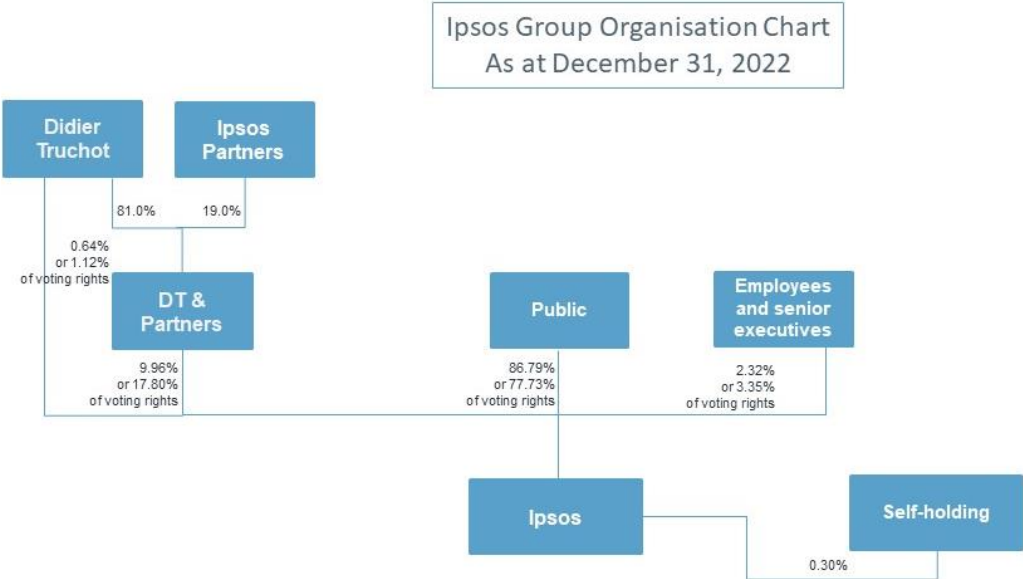 Ipsos Group Organisation Chart
As at December 31, 2022
Didier
Truchot
Ipsos
Partners
81.0%
19.0%
0.64%
or 1.12%
of voting rights
DT &
Partners
Public
Employees
and senior
executives
9.96%
or 17.80%
of voting rights
86.79%
or 77.73%
of voting rights
2.32%
or 3.35%
of voting rights
Ipsos
Self-holding
0.30%